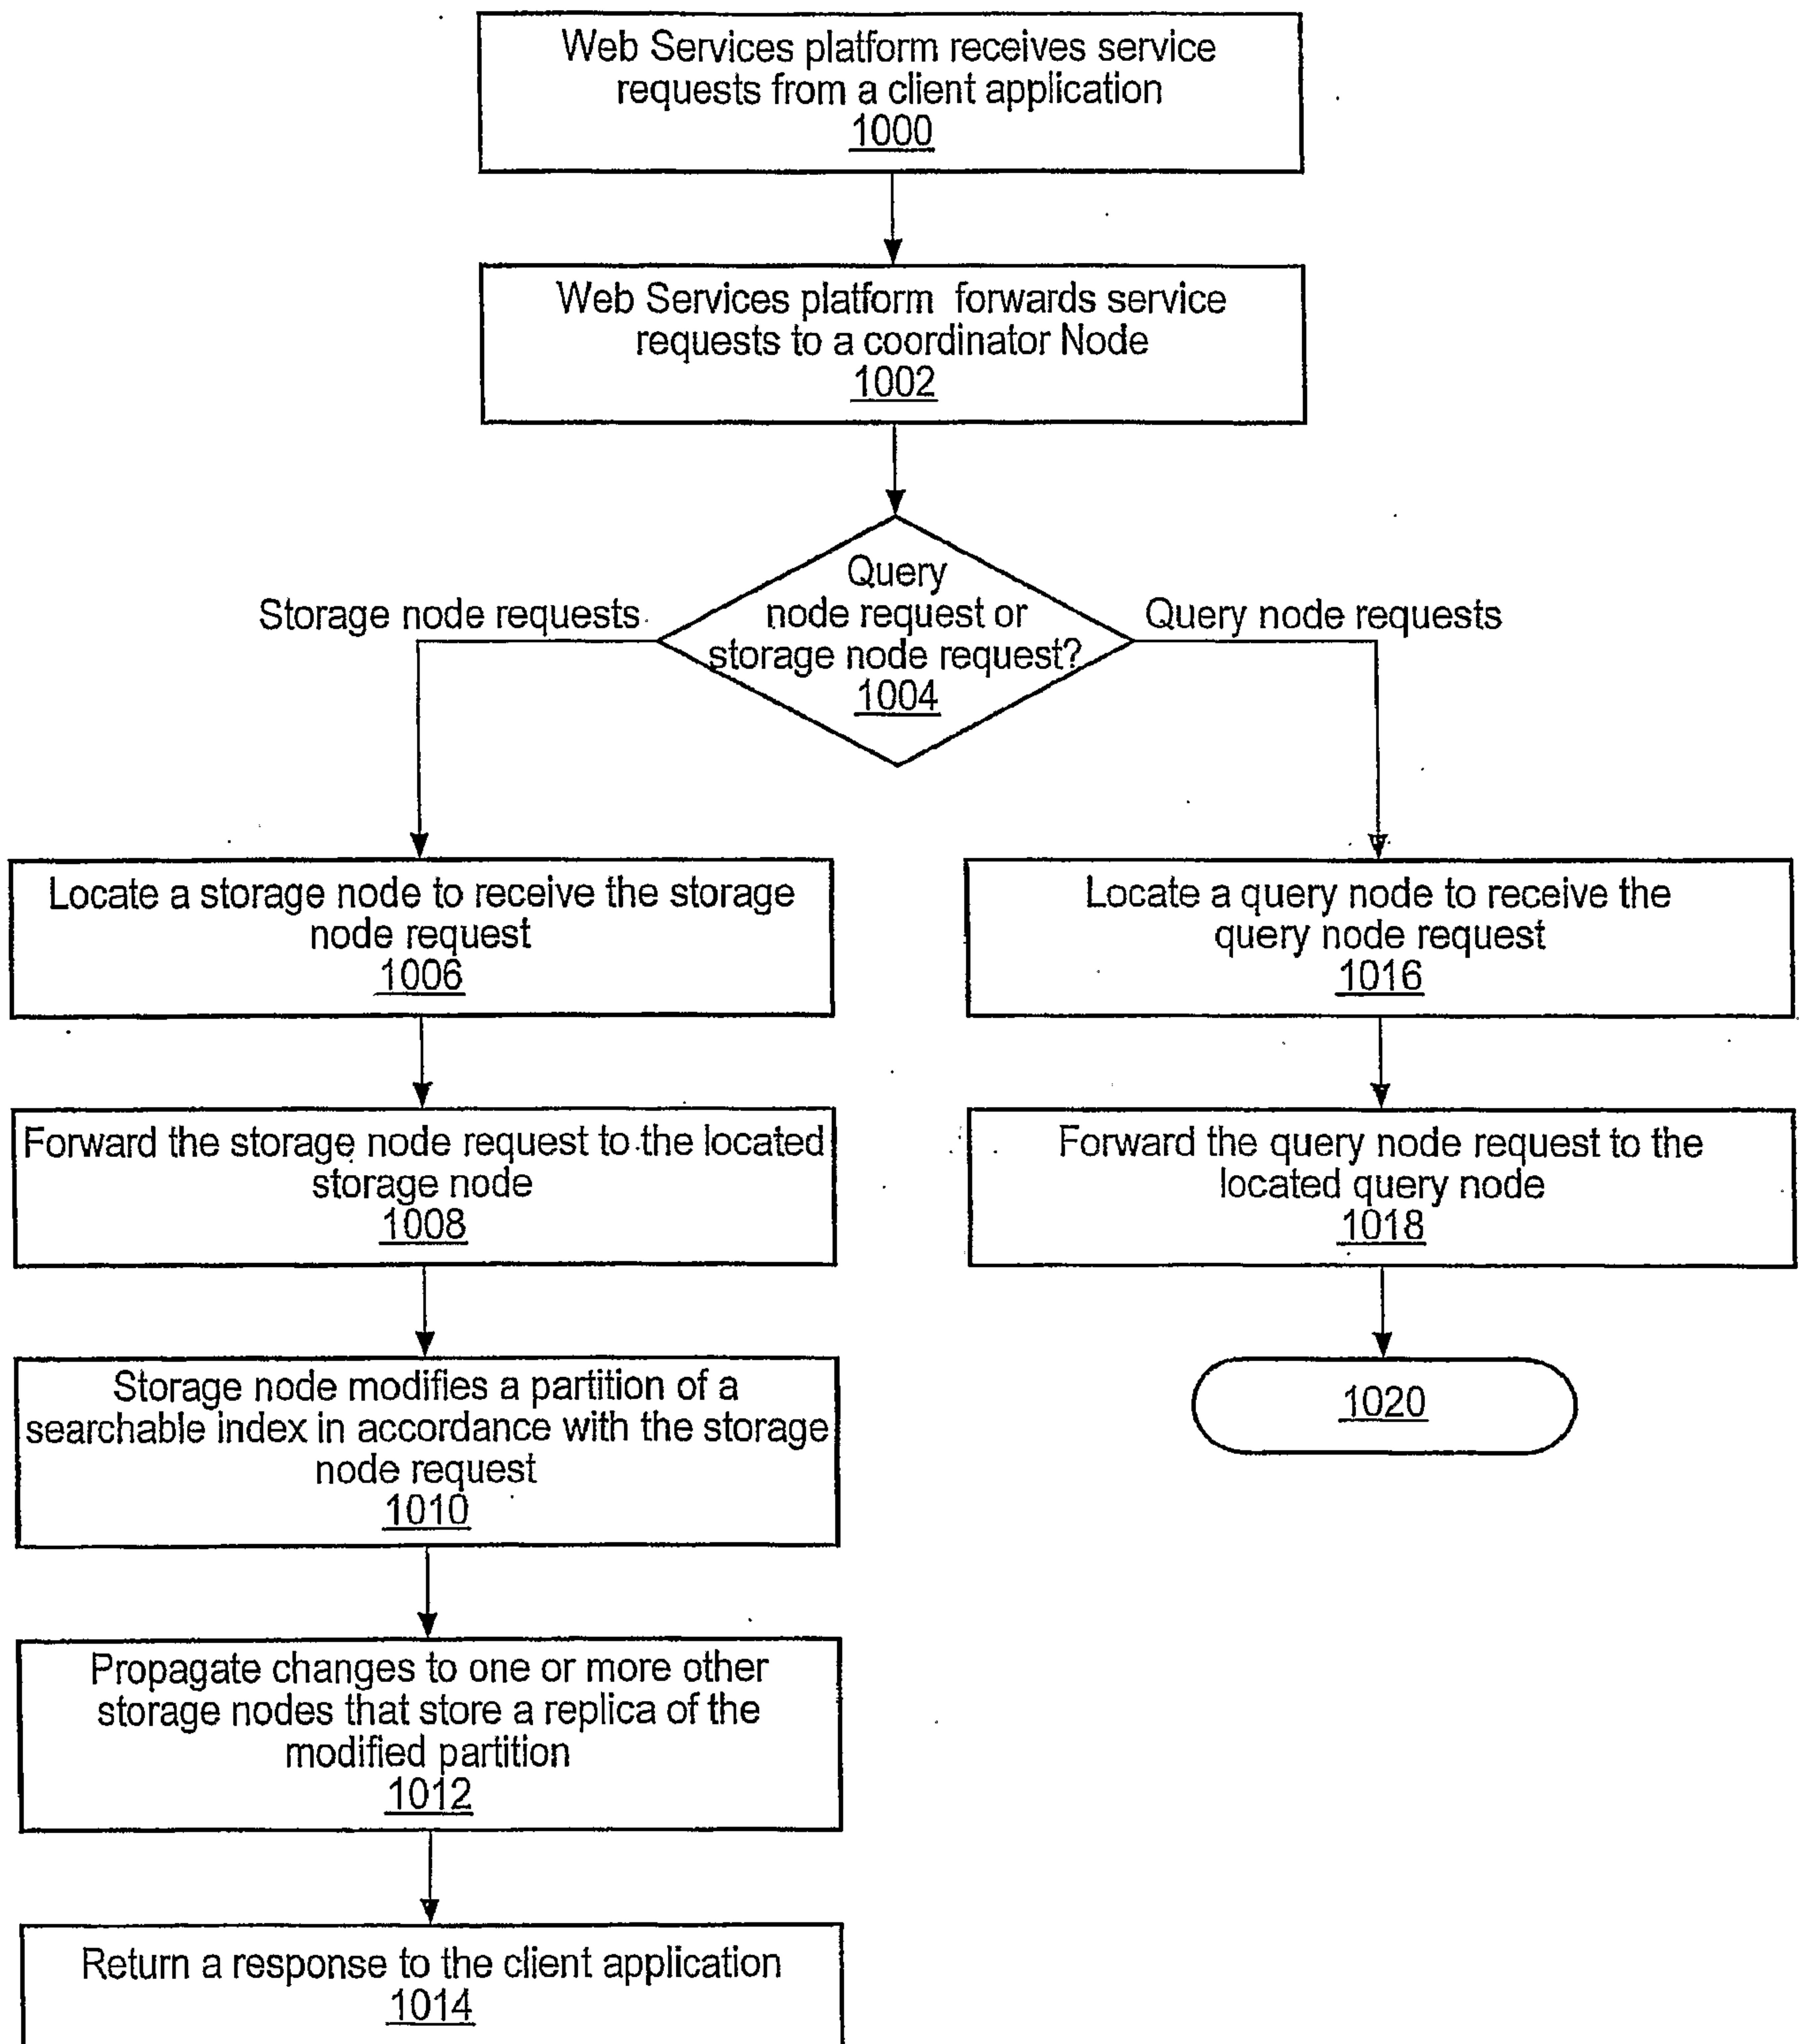 Web Services platform receives service
requests from a client application
1000
Web Services platform forwards service
requests to a coordinator Node
1002
Query
node request or
storage node request?
1004
Storage node requests
Query node requests
Locate a storage node to receive the storage
node request
1006
Forward the storage node request to the located
storage node
1008
Storage node modifies a partition of a
searchable index in accordance with the storage
node request
1010
Propagate changes to one or more other
storage nodes that store a replica of the
modified partition
1012
Return a response to the client application
1014
Locate a query node to receive the
query node request
1016
Forward the query node request to the
located query node
1018
1020